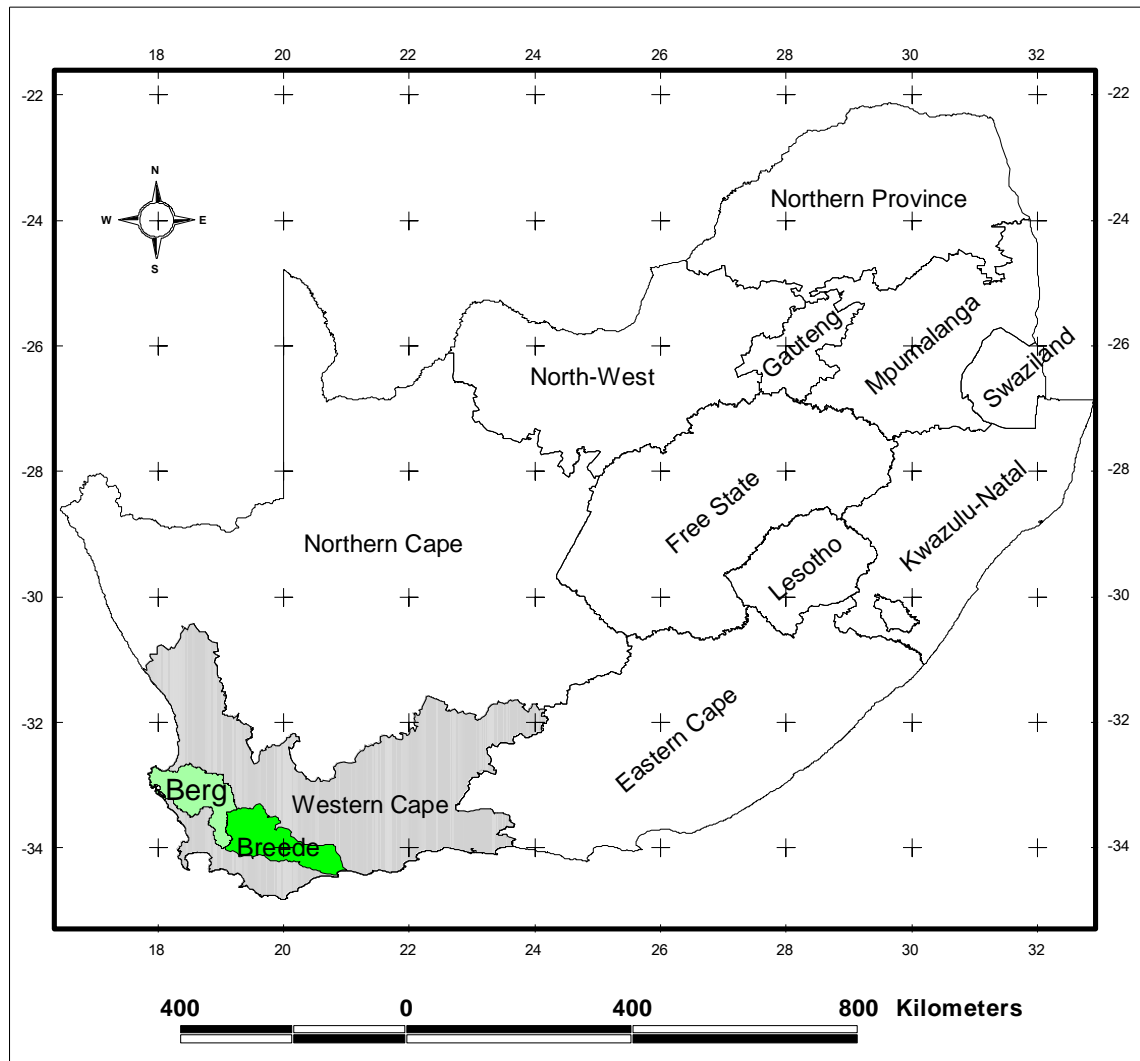 18 20 22 24 26 28 30 32
-22 -22
N
W E
S
-24 -24
Northern Province
Gauteng
Mpumalanga
-26 -26
Swaziland
North-West
-28 -28
Free State
Kwazulu-Natal
Northern Cape
Lesotho
-30 -30
-32 -32
Eastern Cape
Berg
Western Cape
Breede
-34 -34
18 20 22 24 26 28 30 32
400 0 400 800 Kilometers